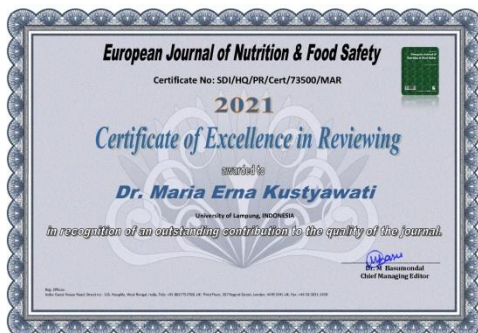 European Journal of Nutrition & Food Safety
Certificate No: SDI/HQ/PR/Cert/73500/MAR
2021
Certificate of Excellence in Reviewing
awarded to
Dr. Maria Erna Kustyawati
University of Lampung, INDONESIA
in recognition of an outstanding contribution to the quality of the journal.
Dr. M Basumondal
Chief Managing Editor